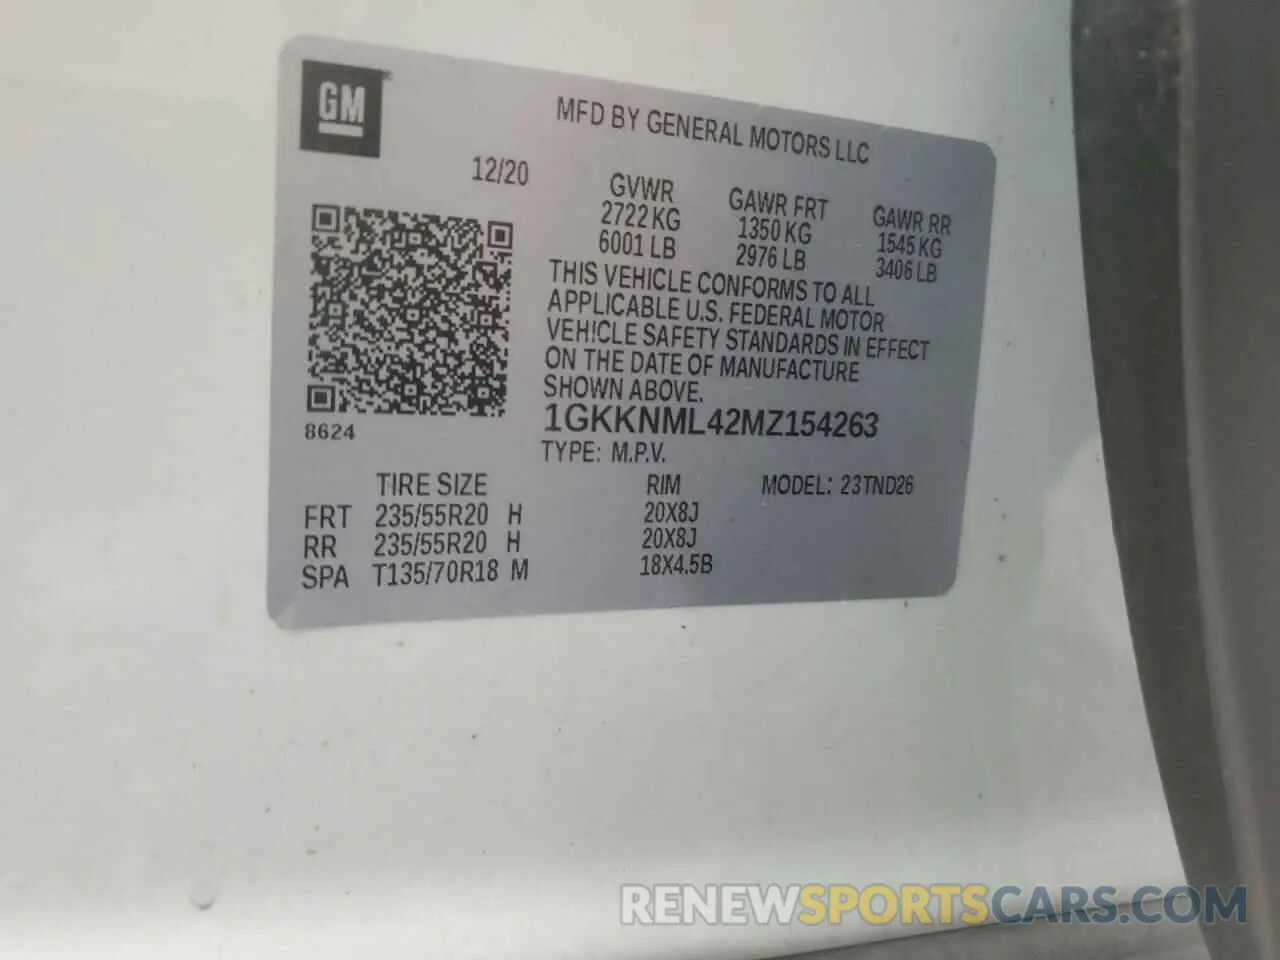 GM
MFD BY GENERAL MOTORS LLC
12/20
GVWR GAWR FRT GAWR RR
2722 KG 1350 KG 1545 KG
6001 LB 2976 LB 3406 LB
THIS VEHICLE CONFORMS TO ALL
APPLICABLE U.S. FEDERAL MOTOR
VEHICLE SAFETY STANDARDS IN EFFECT
ON THE DATE OF MANUFACTURE
SHOWN ABOVE.
1GKKNML42MZ154263
8624
TYPE: M.P.V.
TIRE SIZE RIM MODEL: 23TND26
FRT 235/55R20 H 20X8J
RR 235/55R20 H 20X8J
SPA T135/70R18 M 18X4.5B
RENEWSPORTSCARS.COM